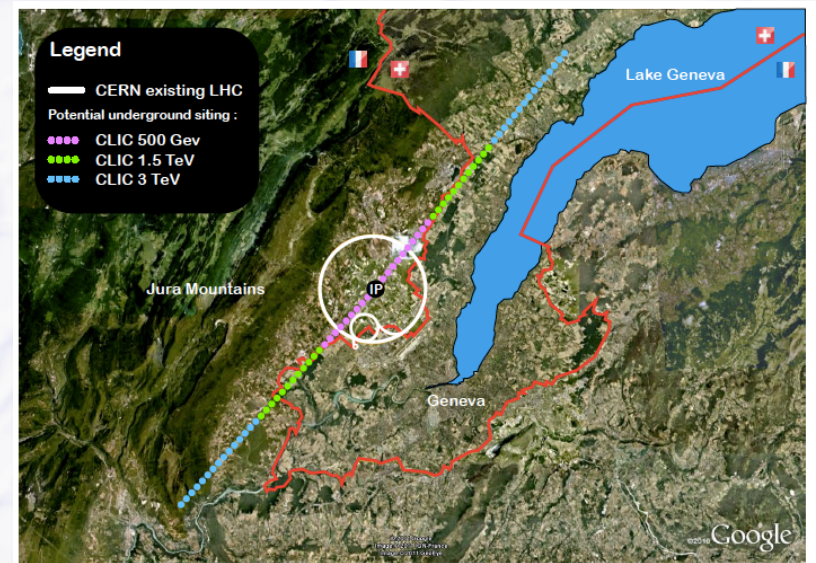 Legend
CERN existing LHC
Potential underground siting :
CLIC 500 Gev
CLIC 1.5 TeV
CLIC 3 TeV
Lake Geneva
Jura Mountains
IP
Geneva
Google